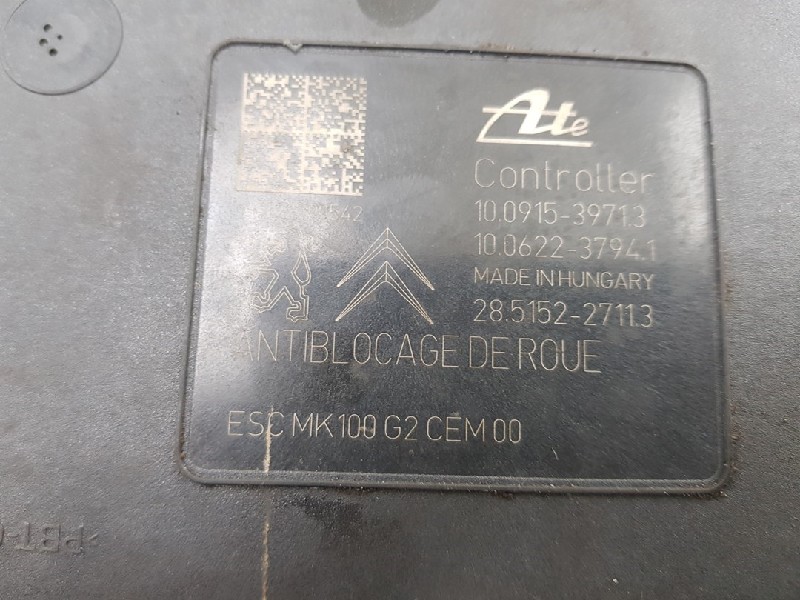 Ate
Controller
10.0915-3971.3
10.0622-3794.1
MADE IN HUNGARY
28.5152-2711.3
ANTIBLOCAGE DE ROUE
ESC MK100 G2 CEM 00